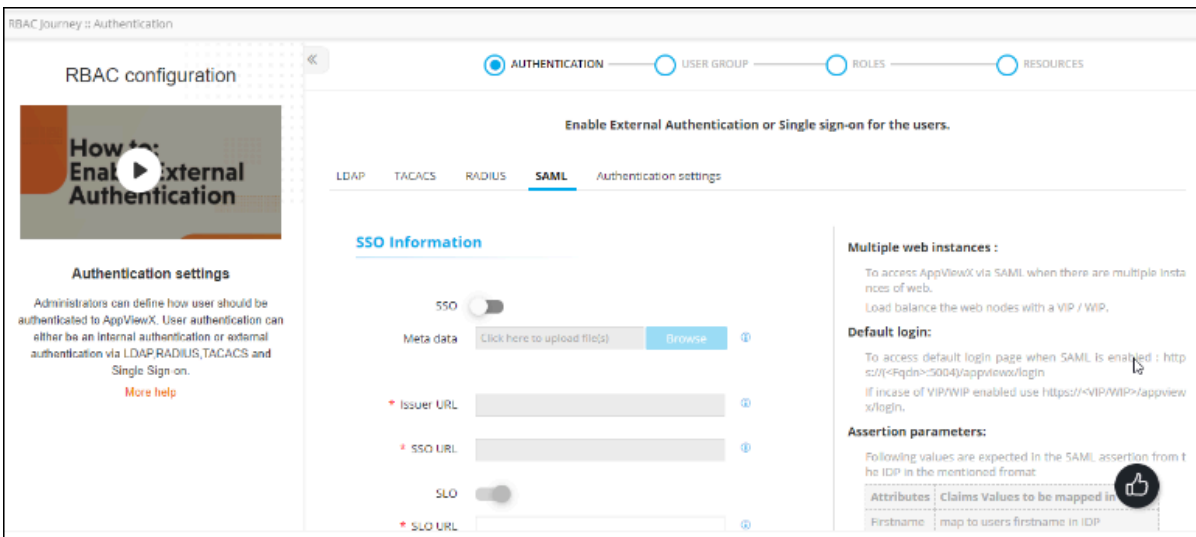 RBAC Journey :: Authentication
RBAC configuration
How to:
Enable External
Authentication
Authentication settings
Administrators can define how user should be
authenticated to AppViewX. User authentication can
either be an internal authentication or external
authentication via LDAP,RADIUS,TACACS and
Single Sign-on.
More help
AUTHENTICATION
USER GROUP
ROLES
RESOURCES
Enable External Authentication or Single sign-on for the users.
LDAP
TACACS
RADIUS
SAML
Authentication settings
SSO Information
SSO
Meta data
Click here to upload file(s)
Browse
* Issuer URL
* SSO URL
SLO
* SLO URL
Multiple web instances :
To access AppViewX via SAML when there are multiple insta
nces of web.
Load balance the web nodes with a VIP / WIP.
Default login:
To access default login page when SAML is enabled : http
s://(<Fqdn>:5004)/appviewx/login
If incase of VIP/WIP enabled use https://<VIP/WIP>/appview
x/login.
Assertion parameters:
Following values are expected in the SAML assertion from t
he IDP in the mentioned fromat
Attributes
Claims Values to be mapped in
Firstname
map to users firstname in IDP